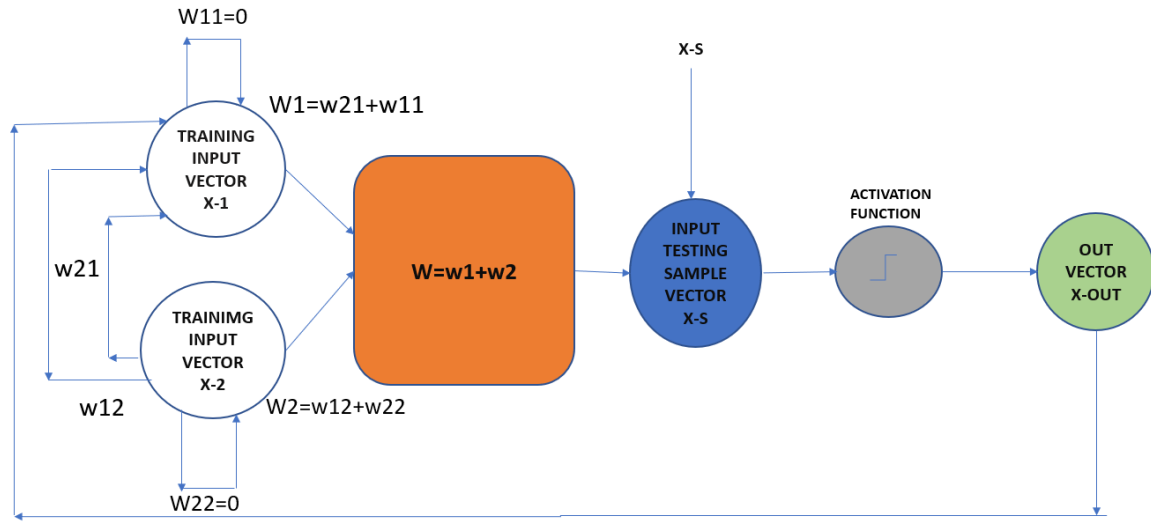 W11=0
W1=w21+w11
TRAINING
INPUT
VECTOR
X-1
w21
TRAINIMG
INPUT
VECTOR
X-2
w12
W2=w12+w22
W22=0
W=w1+w2
X-S
INPUT
TESTING
SAMPLE
VECTOR
X-S
ACTIVATION
FUNCTION
OUT
VECTOR
X-OUT